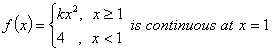 f(x) = { kx², x ≥ 1
4 , x < 1 is continuous at x = 1